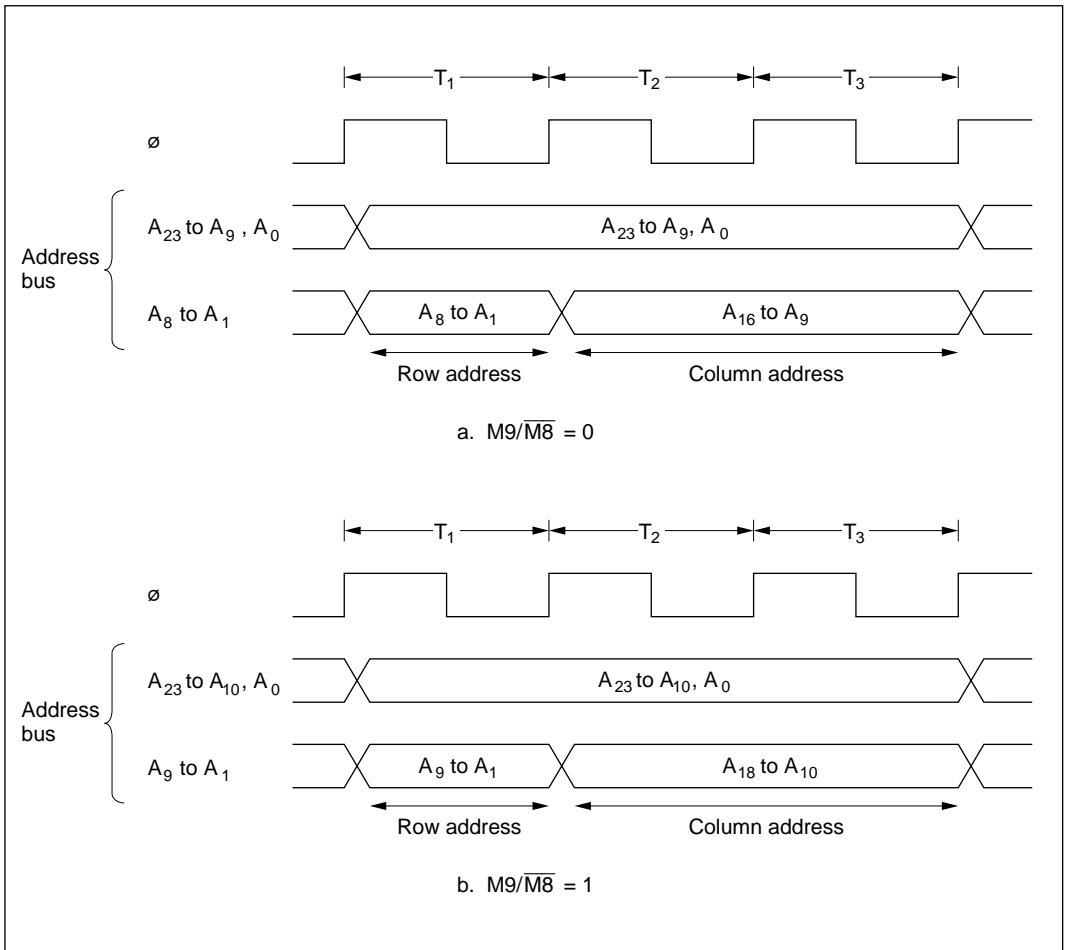 T1 T2 T3
ø
Address bus
A23 to A9 , A0
A23 to A9, A0
A8 to A1
A8 to A1
A16 to A9
Row address
Column address
a. M9/M̅8̅ = 0
T1 T2 T3
ø
Address bus
A23 to A10, A0
A23 to A10, A0
A9 to A1
A9 to A1
A18 to A10
Row address
Column address
b. M9/M̅8̅ = 1